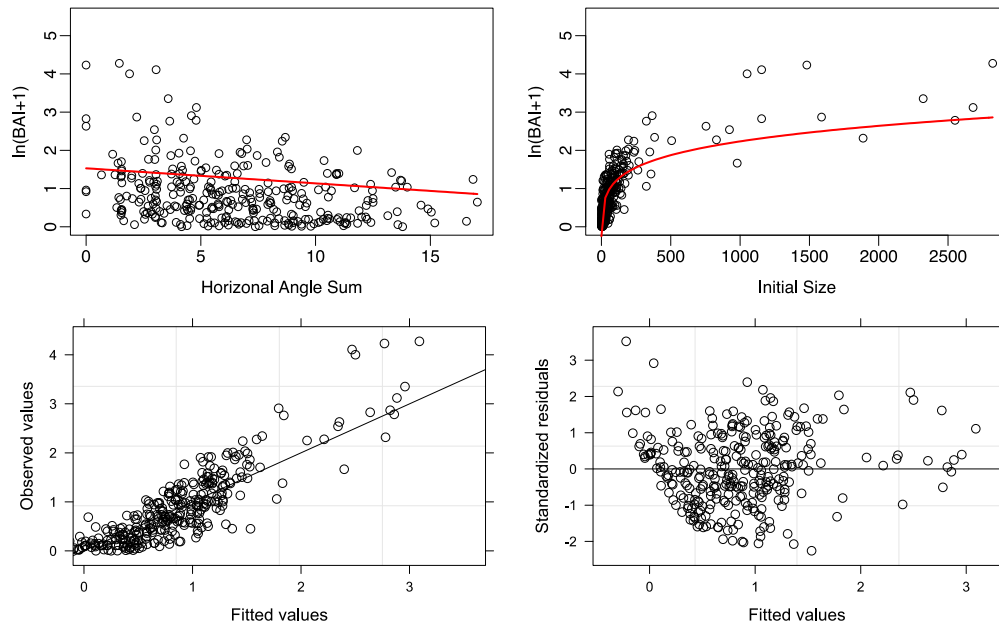 ln(BAI+1)
0 1 2 3 4 5
0 5 10 15
Horizonal Angle Sum
ln(BAI+1)
0 1 2 3 4 5
0 500 1000 1500 2000 2500
Initial Size
Observed values
0 1 2 3 4
0 1 2 3
Fitted values
Standardized residuals
-2 -1 0 1 2 3
0 1 2 3
Fitted values